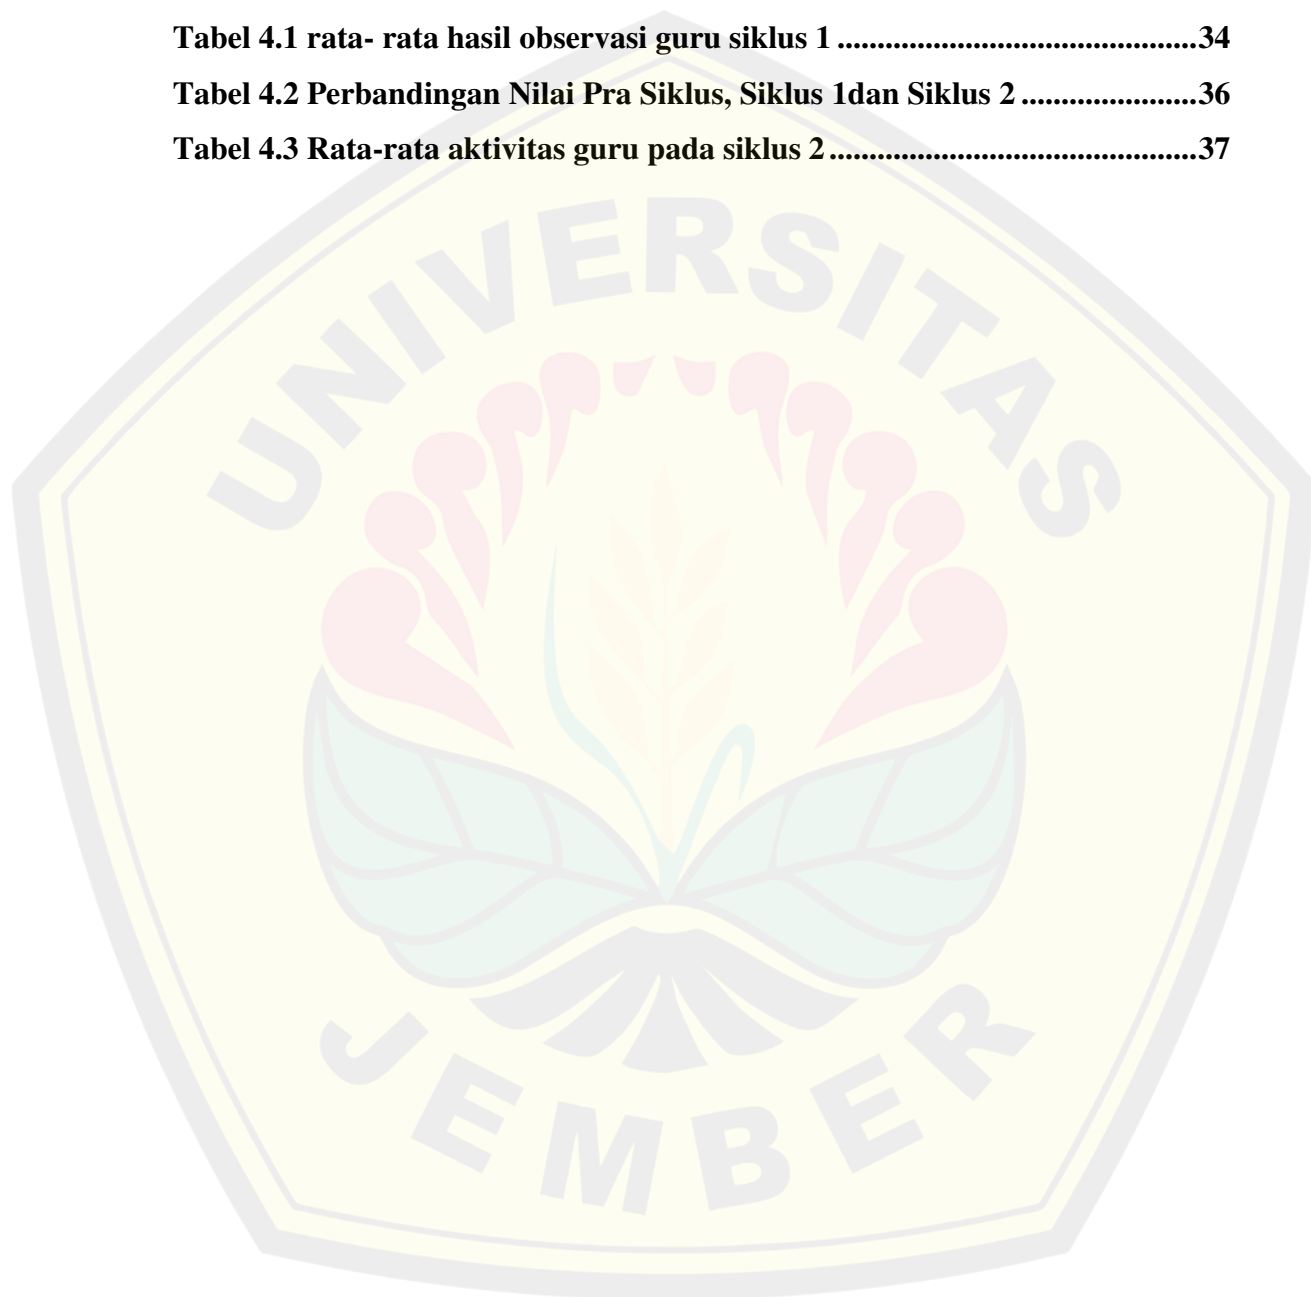 Tabel 4.1 rata- rata hasil observasi guru siklus 1 ............................................. 34
Tabel 4.2 Perbandingan Nilai Pra Siklus, Siklus 1dan Siklus 2 ...................... 36
Tabel 4.3 Rata-rata aktivitas guru pada siklus 2 .............................................. 37
UNIVERSITAS
JEMBER